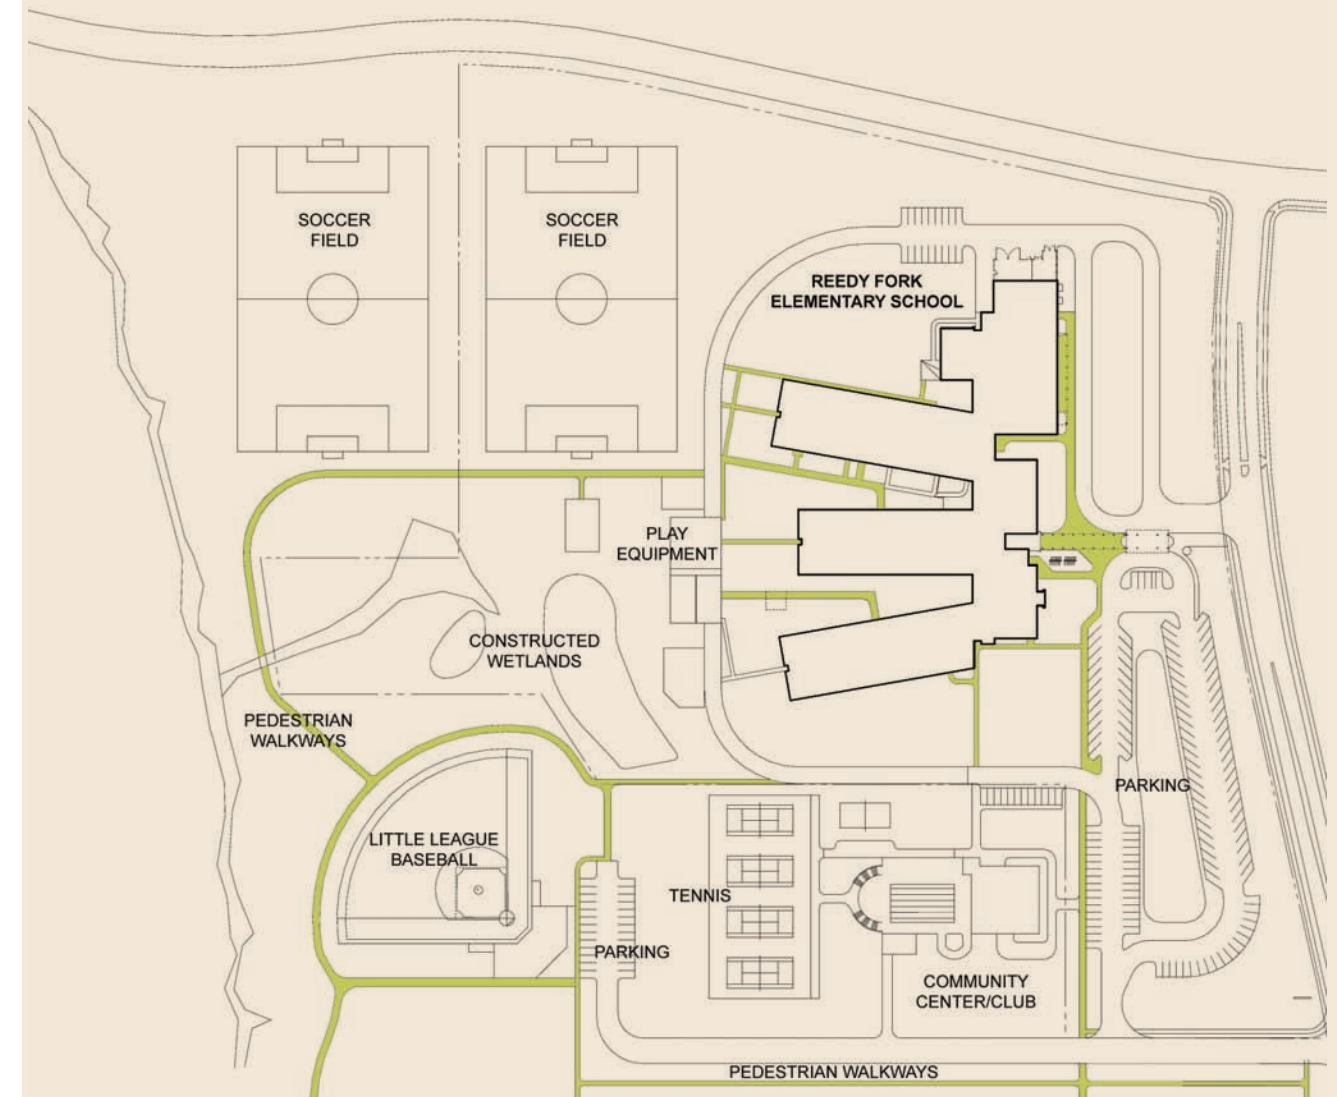 SOCCER
FIELD
SOCCER
FIELD
REEDY FORK
ELEMENTARY SCHOOL
PLAY
EQUIPMENT
CONSTRUCTED
WETLANDS
PEDESTRIAN
WALKWAYS
PARKING
LITTLE LEAGUE
BASEBALL
TENNIS
PARKING
COMMUNITY
CENTER/CLUB
PEDESTRIAN WALKWAYS